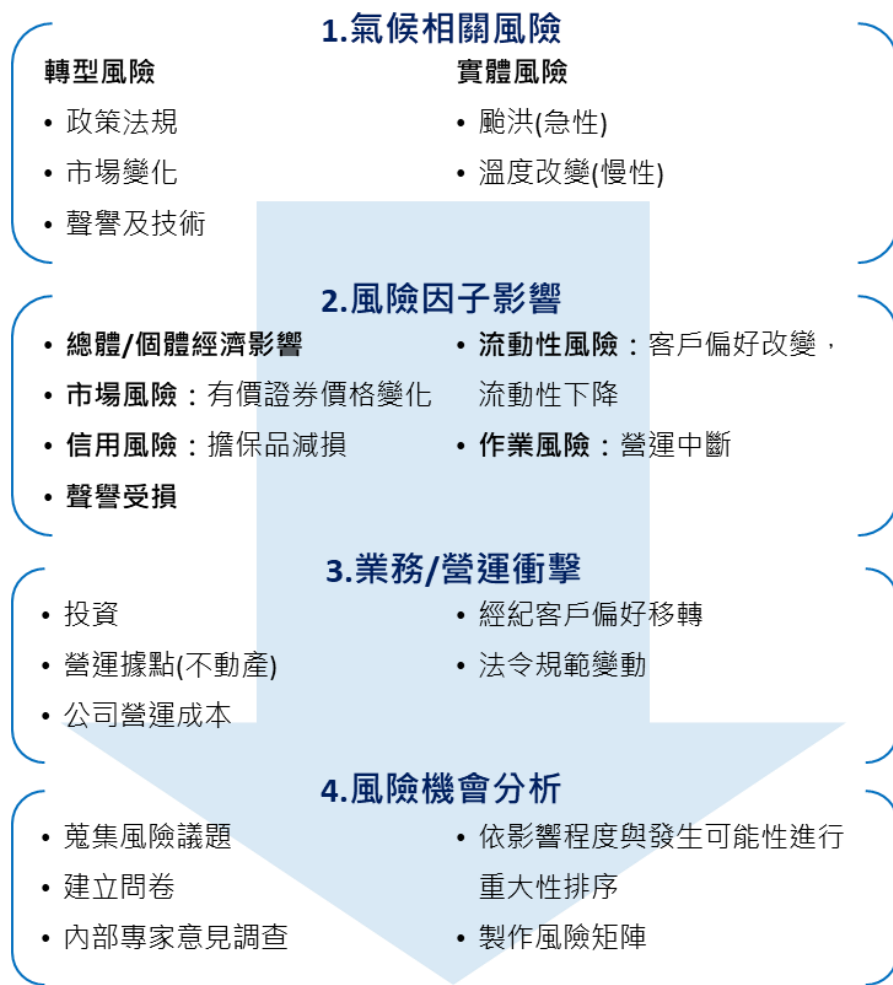 1.氣候相關風險
轉型風險
• 政策法規
• 市場變化
• 聲譽及技術
實體風險
• 颱洪(急性)
• 溫度改變(慢性)
2.風險因子影響
• 總體/個體經濟影響
• 市場風險：有價證券價格變化
• 信用風險：擔保品減損
• 聲譽受損
• 流動性風險：客戶偏好改變，
流動性下降
• 作業風險：營運中斷
3.業務/營運衝擊
• 投資
• 營運據點(不動產)
• 公司營運成本
• 經紀客戶偏好移轉
• 法令規範變動
4.風險機會分析
• 蒐集風險議題
• 建立問卷
• 內部專家意見調查
• 依影響程度與發生可能性進行
重大性排序
• 製作風險矩陣